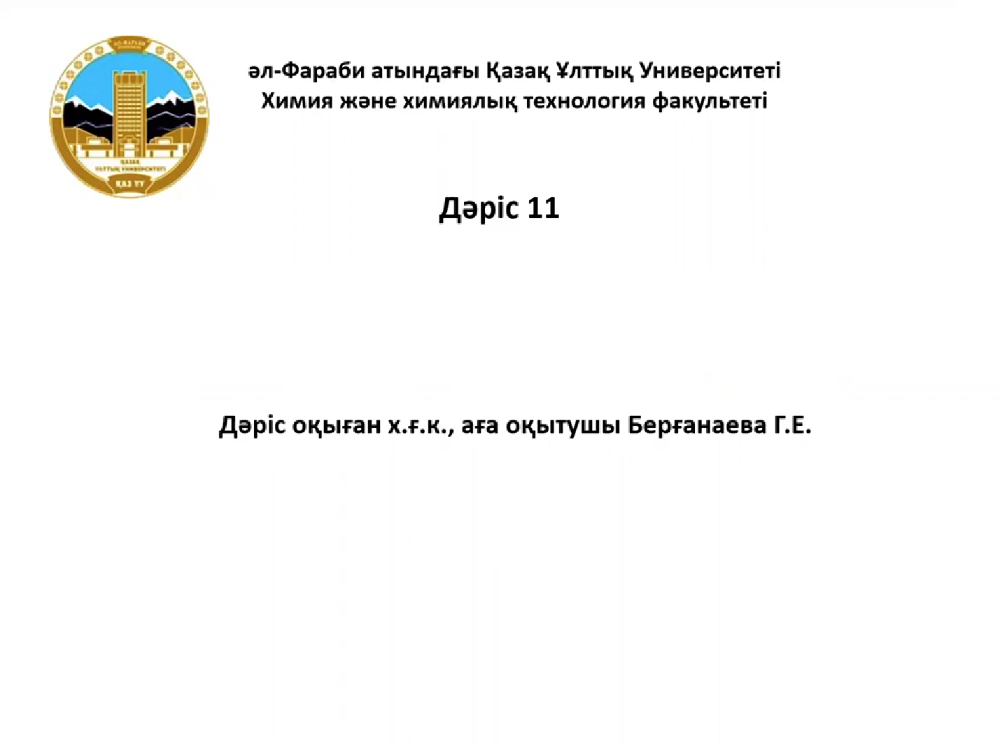 әл-Фараби атындағы Қазақ Ұлттық Университеті
Химия және химиялық технология факультеті
ӘЛ-ФАРАБИ
ҚАЗАҚ
ҰЛТТЫҚ УНИВЕРСИТЕТІ
ҚАЗ ҰУ
Дәріс 11
Дәріс оқыған х.ғ.к., аға оқытушы Берғанаева Г.Е.